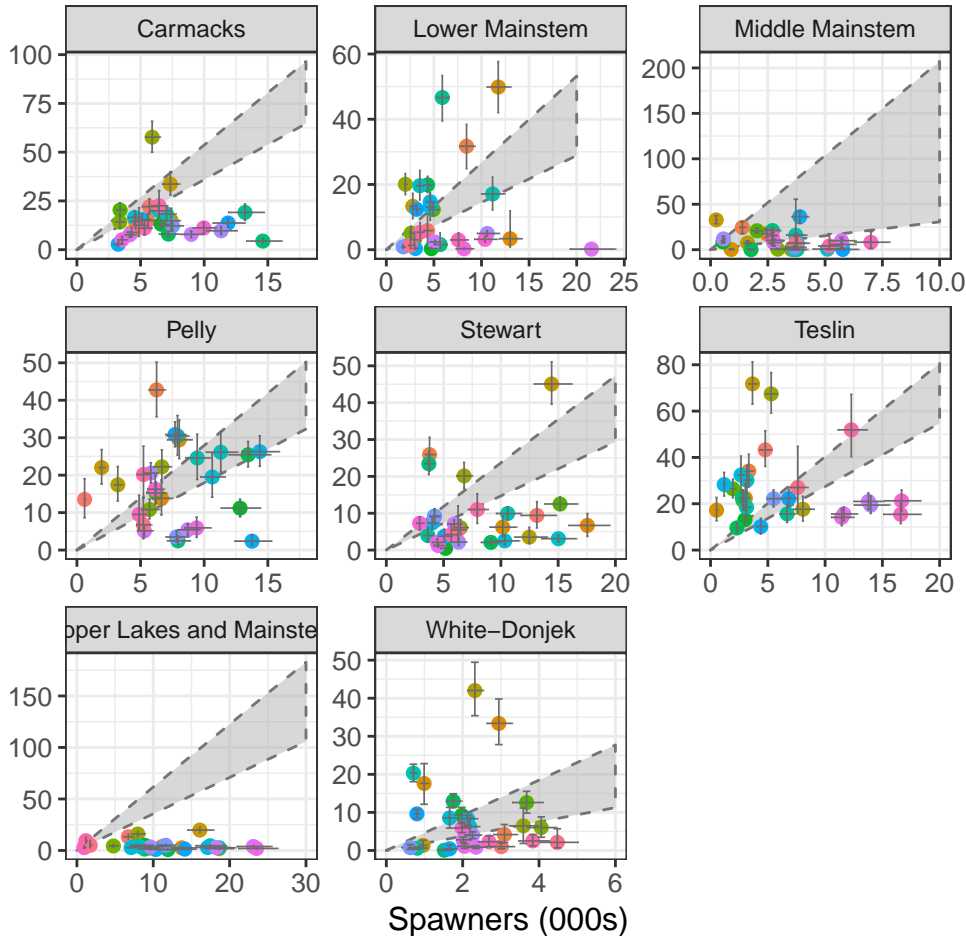 Carmacks Lower Mainstem Middle Mainstem
100 75 50 25 0
60 40 20 0
200 150 100 50 0
0 5 10 15
0 5 10 15 20 25
0.0 2.5 5.0 7.5 10.0
Pelly Stewart Teslin
50 40 30 20 10 0
50 40 30 20 10 0
80 60 40 20 0
0 5 10 15
0 5 10 15 20
0 5 10 15 20
pper Lakes and Mainste White−Donjek
150 100 50 0
50 40 30 20 10 0
0 10 20 30
0 2 4 6
Spawners (000s)